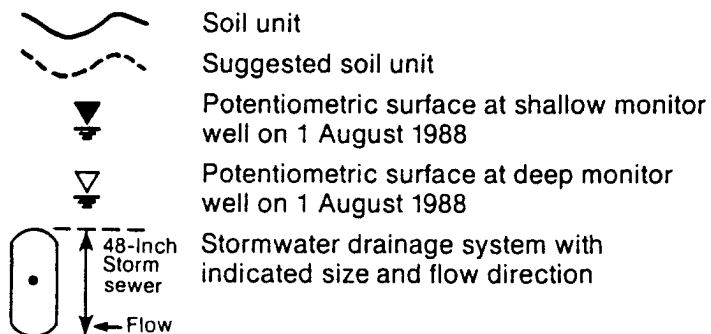 Soil unit
Suggested soil unit
Potentiometric surface at shallow monitor
well on 1 August 1988
Potentiometric surface at deep monitor
well on 1 August 1988
48-Inch
Storm
sewer
Flow
Stormwater drainage system with
indicated size and flow direction